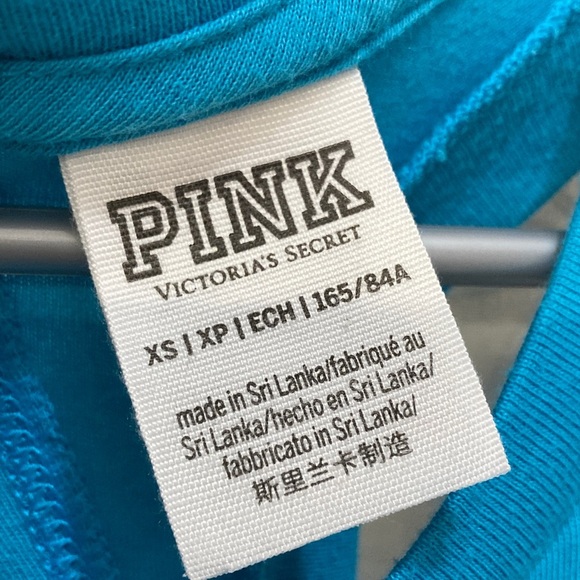 PINK
VICTORIA'S SECRET
XS | XP | ECH | 165/84A
made in Sri Lanka/fabriqué au
Sri Lanka/hecho en Sri Lanka/
fabbricato in Sri Lanka/
斯里兰卡制造